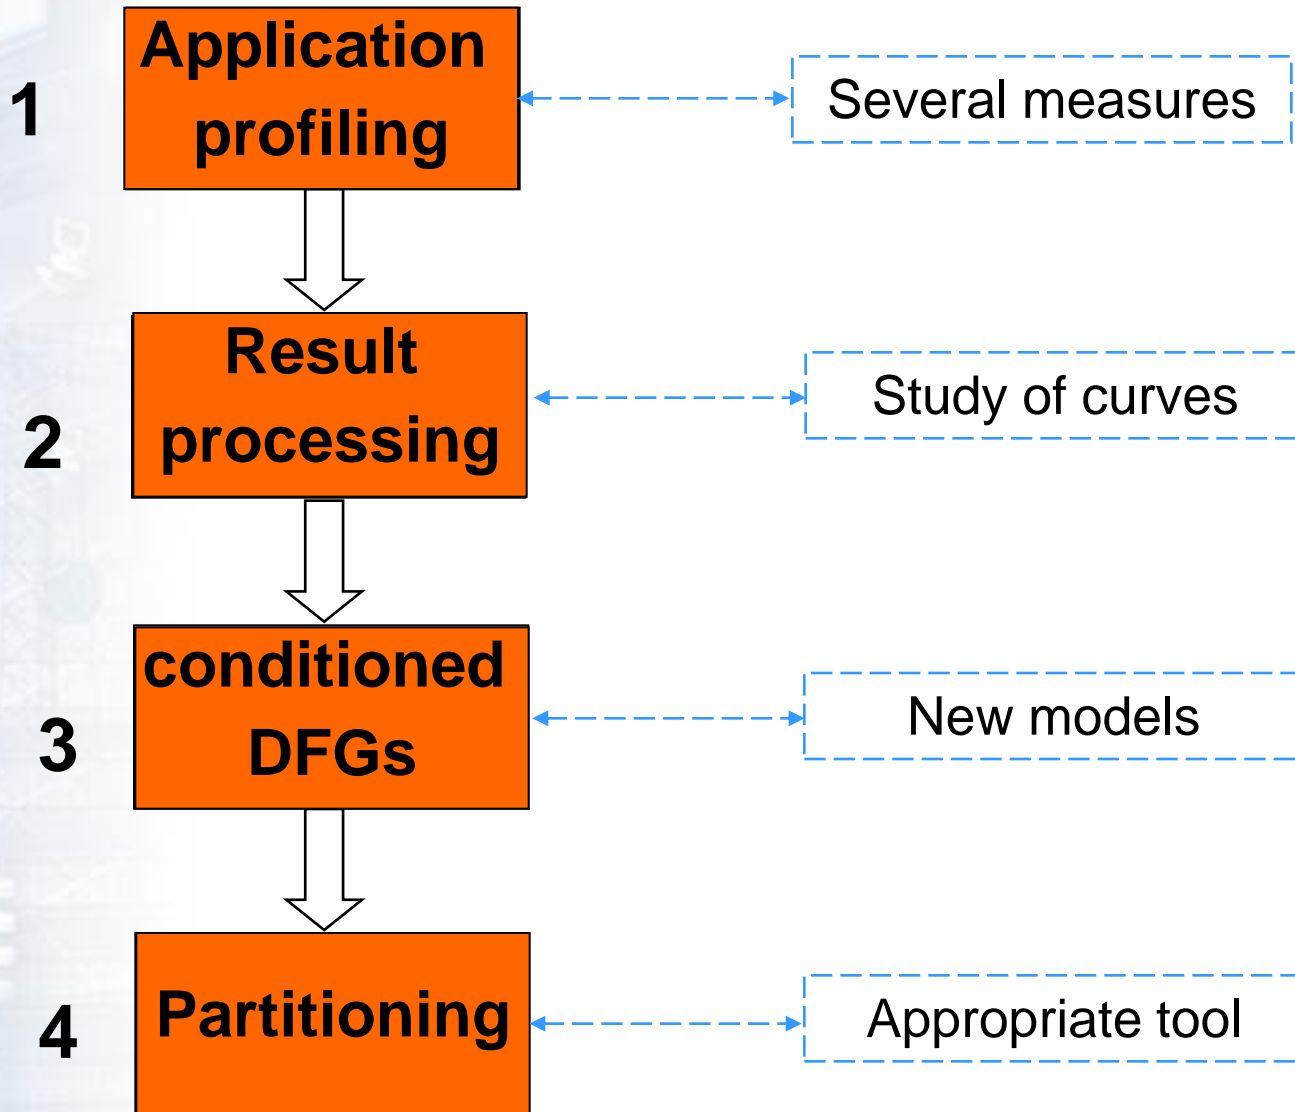 1
Application
profiling
Several measures
2
Result
processing
Study of curves
3
conditioned
DFGs
New models
4
Partitioning
Appropriate tool